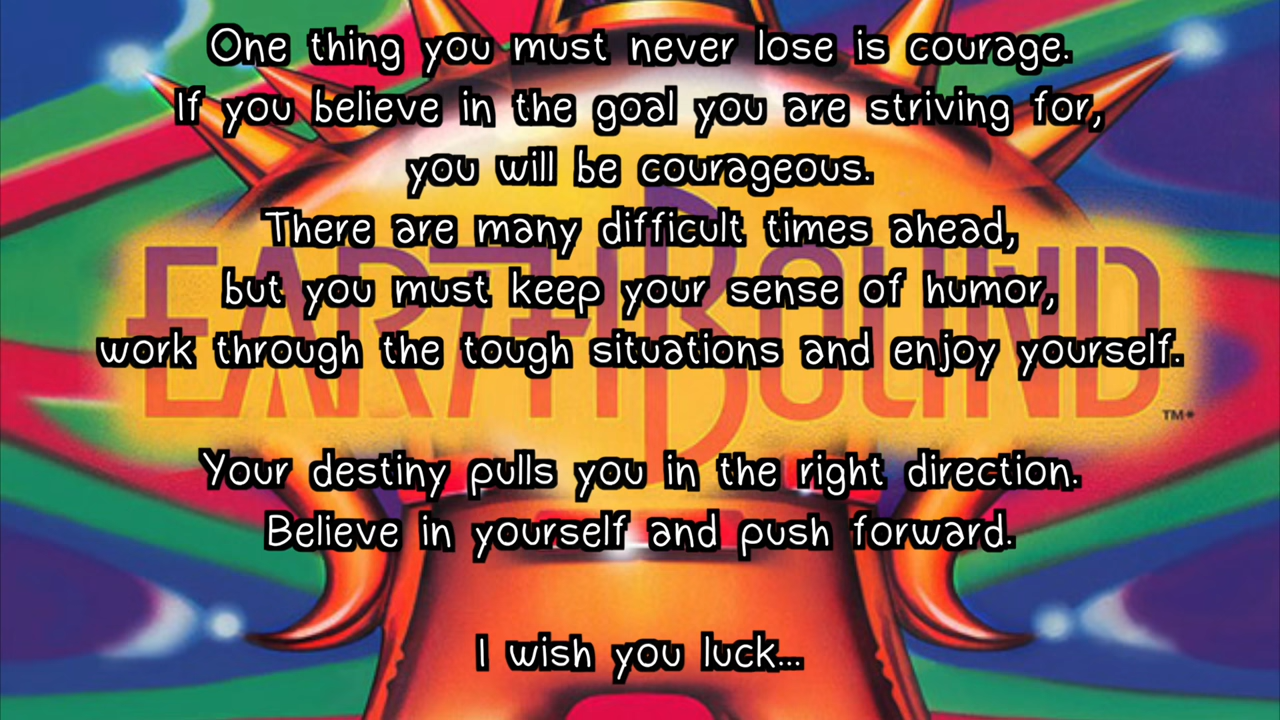 One thing you must never lose is courage.
If you believe in the goal you are striving for,
you will be courageous.
There are many difficult times ahead,
but you must keep your sense of humor,
work through the tough situations and enjoy yourself.
EARTHBOUND
TM*
Your destiny pulls you in the right direction.
Believe in yourself and push forward.
I wish you luck...